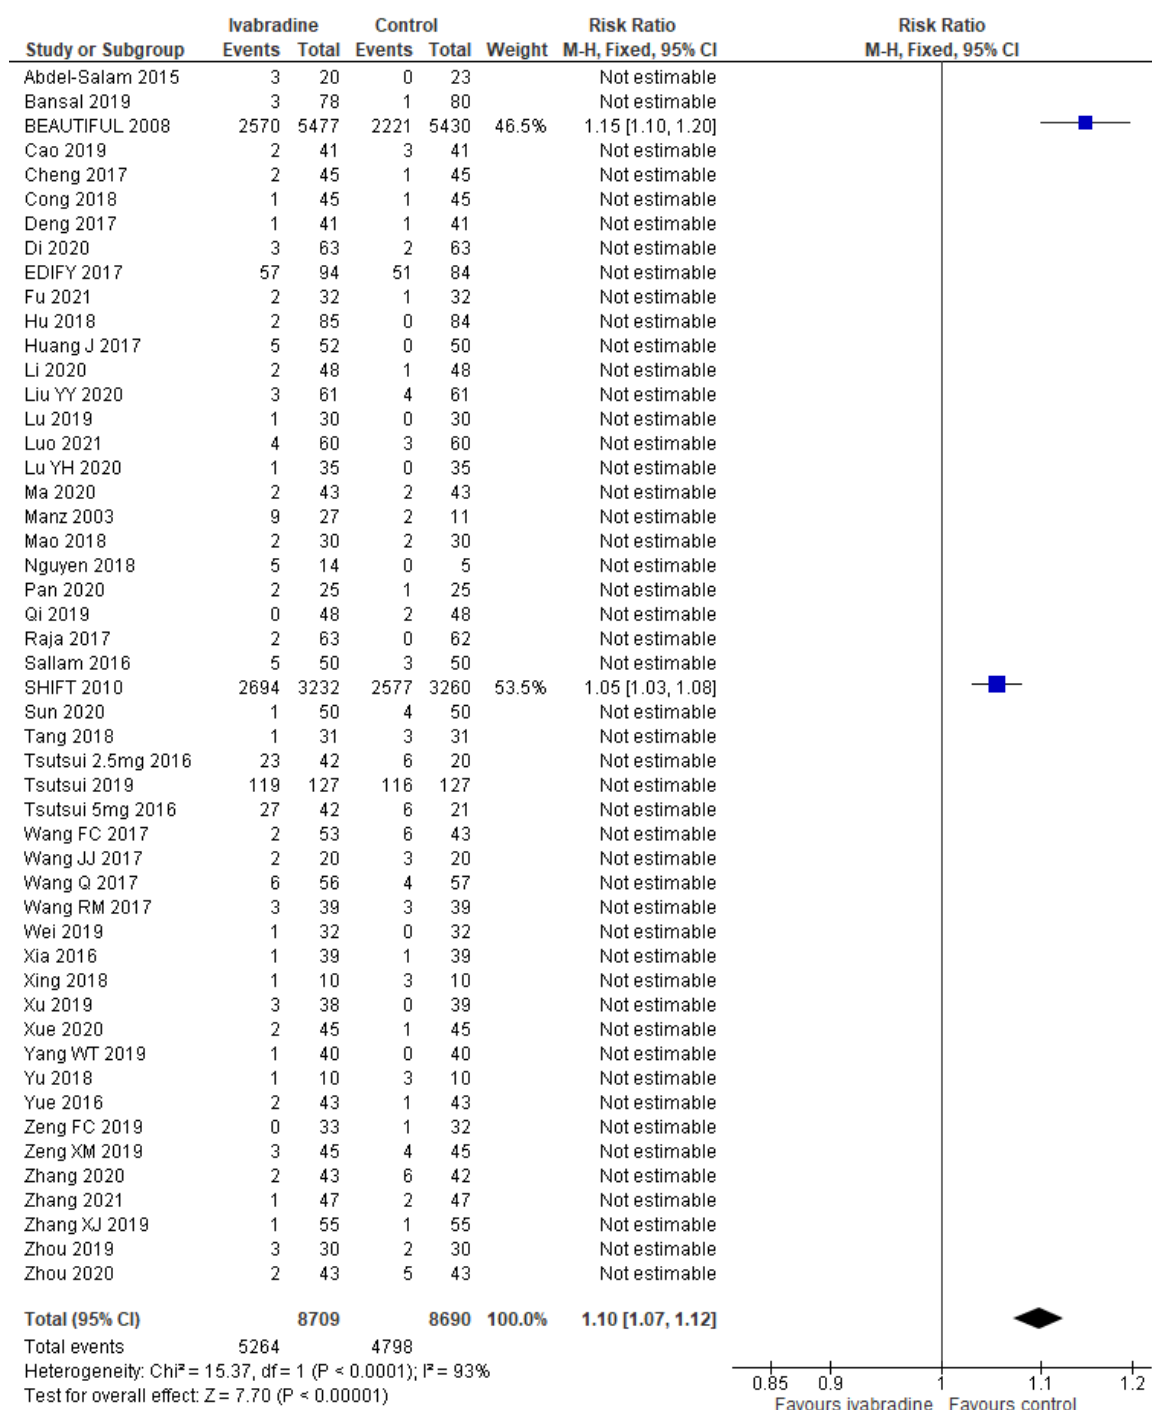 Ivabradine Control Risk Ratio Risk Ratio
Study or Subgroup Events Total Events Total Weight M-H, Fixed, 95% CI M-H, Fixed, 95% CI
Abdel-Salam 2015 3 20 0 23 Not estimable
Bansal 2019 3 78 1 80 Not estimable
BEAUTIFUL 2008 2570 5477 2221 5430 46.5% 1.15 [1.10, 1.20]
Cao 2019 2 41 3 41 Not estimable
Cheng 2017 2 45 1 45 Not estimable
Cong 2018 1 45 1 45 Not estimable
Deng 2017 1 41 1 41 Not estimable
Di 2020 3 63 2 63 Not estimable
EDIFY 2017 57 94 51 84 Not estimable
Fu 2021 2 32 1 32 Not estimable
Hu 2018 2 85 0 84 Not estimable
Huang J 2017 5 52 0 50 Not estimable
Li 2020 2 48 1 48 Not estimable
Liu YY 2020 3 61 4 61 Not estimable
Lu 2019 1 30 0 30 Not estimable
Luo 2021 4 60 3 60 Not estimable
Lu YH 2020 1 35 0 35 Not estimable
Ma 2020 2 43 2 43 Not estimable
Manz 2003 9 27 2 11 Not estimable
Mao 2018 2 30 2 30 Not estimable
Nguyen 2018 5 14 0 5 Not estimable
Pan 2020 2 25 1 25 Not estimable
Qi 2019 0 48 2 48 Not estimable
Raja 2017 2 63 0 62 Not estimable
Sallam 2016 5 50 3 50 Not estimable
SHIFT 2010 2694 3232 2577 3260 53.5% 1.05 [1.03, 1.08]
Sun 2020 1 50 4 50 Not estimable
Tang 2018 1 31 3 31 Not estimable
Tsutsui 2.5mg 2016 23 42 6 20 Not estimable
Tsutsui 2019 119 127 116 127 Not estimable
Tsutsui 5mg 2016 27 42 6 21 Not estimable
Wang FC 2017 2 53 6 43 Not estimable
Wang JJ 2017 2 20 3 20 Not estimable
Wang Q 2017 6 56 4 57 Not estimable
Wang RM 2017 3 39 3 39 Not estimable
Wei 2019 1 32 0 32 Not estimable
Xia 2016 1 39 1 39 Not estimable
Xing 2018 1 10 3 10 Not estimable
Xu 2019 3 38 0 39 Not estimable
Xue 2020 2 45 1 45 Not estimable
Yang WT 2019 1 40 0 40 Not estimable
Yu 2018 1 10 3 10 Not estimable
Yue 2016 2 43 1 43 Not estimable
Zeng FC 2019 0 33 1 32 Not estimable
Zeng XM 2019 3 45 4 45 Not estimable
Zhang 2020 2 43 6 42 Not estimable
Zhang 2021 1 47 2 47 Not estimable
Zhang XJ 2019 1 55 1 55 Not estimable
Zhou 2019 3 30 2 30 Not estimable
Zhou 2020 2 43 5 43 Not estimable
Total (95% CI) 8709 8690 100.0% 1.10 [1.07, 1.12]
Total events 5264 4798
Heterogeneity: Chi² = 15.37, df = 1 (P < 0.0001); I² = 93%
Test for overall effect: Z = 7.70 (P < 0.00001)
0.85 0.9 1 1.1 1.2
Favours ivabradine Favours control